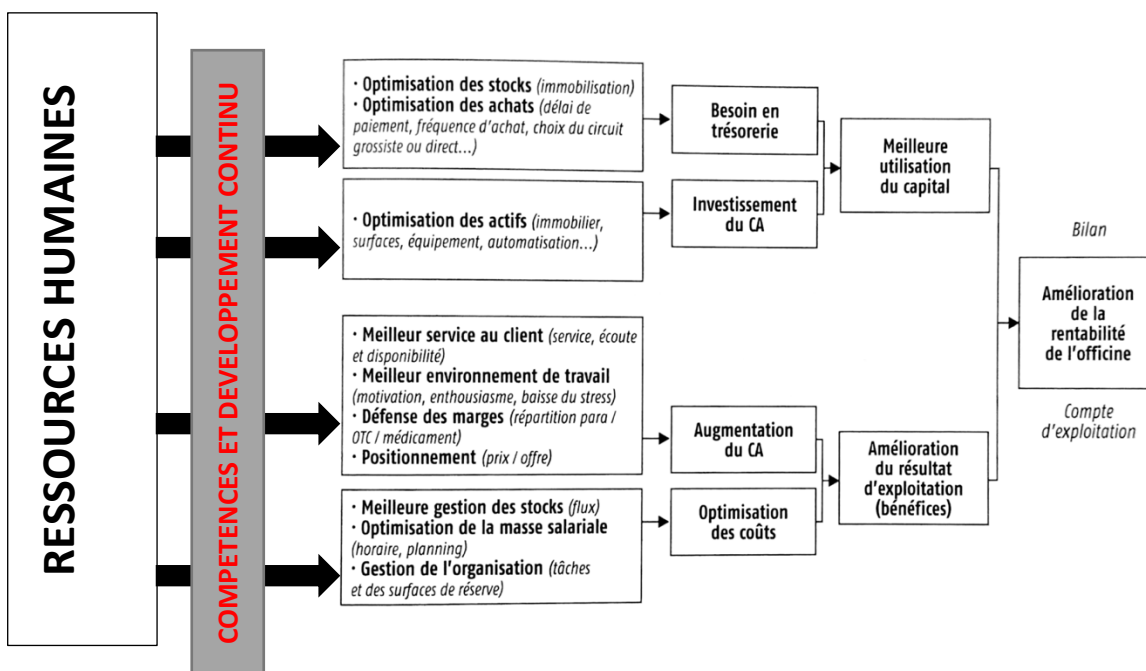 RESSOURCES HUMAINES
COMPETENCES ET DEVELOPPEMENT CONTINU
· Optimisation des stocks (immobilisation)
· Optimisation des achats (délai de
paiement, fréquence d'achat, choix du circuit
grossiste ou direct...)
· Optimisation des actifs (immobilier,
surfaces, équipement, automatisation...)
· Meilleur service au client (service, écoute
et disponibilité)
· Meilleur environnement de travail
(motivation, enthousiasme, baisse du stress)
· Défense des marges (répartition para /
OTC / médicament)
· Positionnement (prix / offre)
· Meilleure gestion des stocks (flux)
· Optimisation de la masse salariale
(horaire, planning)
· Gestion de l'organisation (tâches
et des surfaces de réserve)
Besoin en
trésorerie
Investissement
du CA
Augmentation
du CA
Optimisation
des coûts
Meilleure
utilisation
du capital
Amélioration
du résultat
d'exploitation
(bénéfices)
Bilan
Amélioration
de la
rentabilité
de l'officine
Compte
d'exploitation